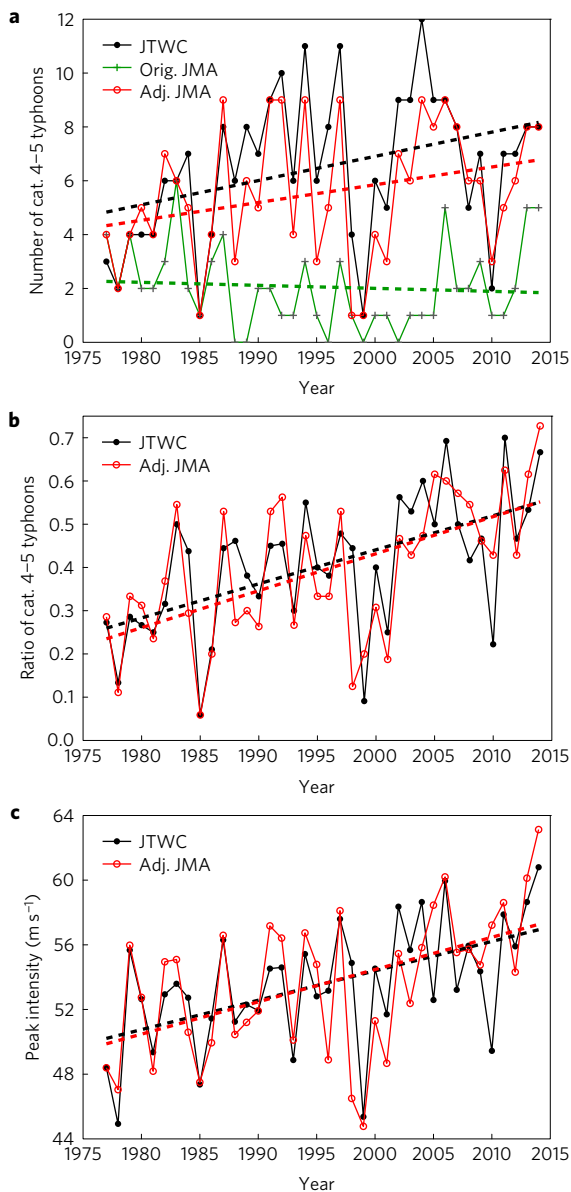 a
12
10
8
6
4
2
0
Number of cat. 4–5 typhoons
JTWC
Orig. JMA
Adj. JMA
1975 1980 1985 1990 1995 2000 2005 2010 2015
Year
b
0.7
0.6
0.5
0.4
0.3
0.2
0.1
0.0
Ratio of cat. 4–5 typhoons
JTWC
Adj. JMA
1975 1980 1985 1990 1995 2000 2005 2010 2015
Year
c
64
60
56
52
48
44
Peak intensity (m s⁻¹)
JTWC
Adj. JMA
1975 1980 1985 1990 1995 2000 2005 2010 2015
Year